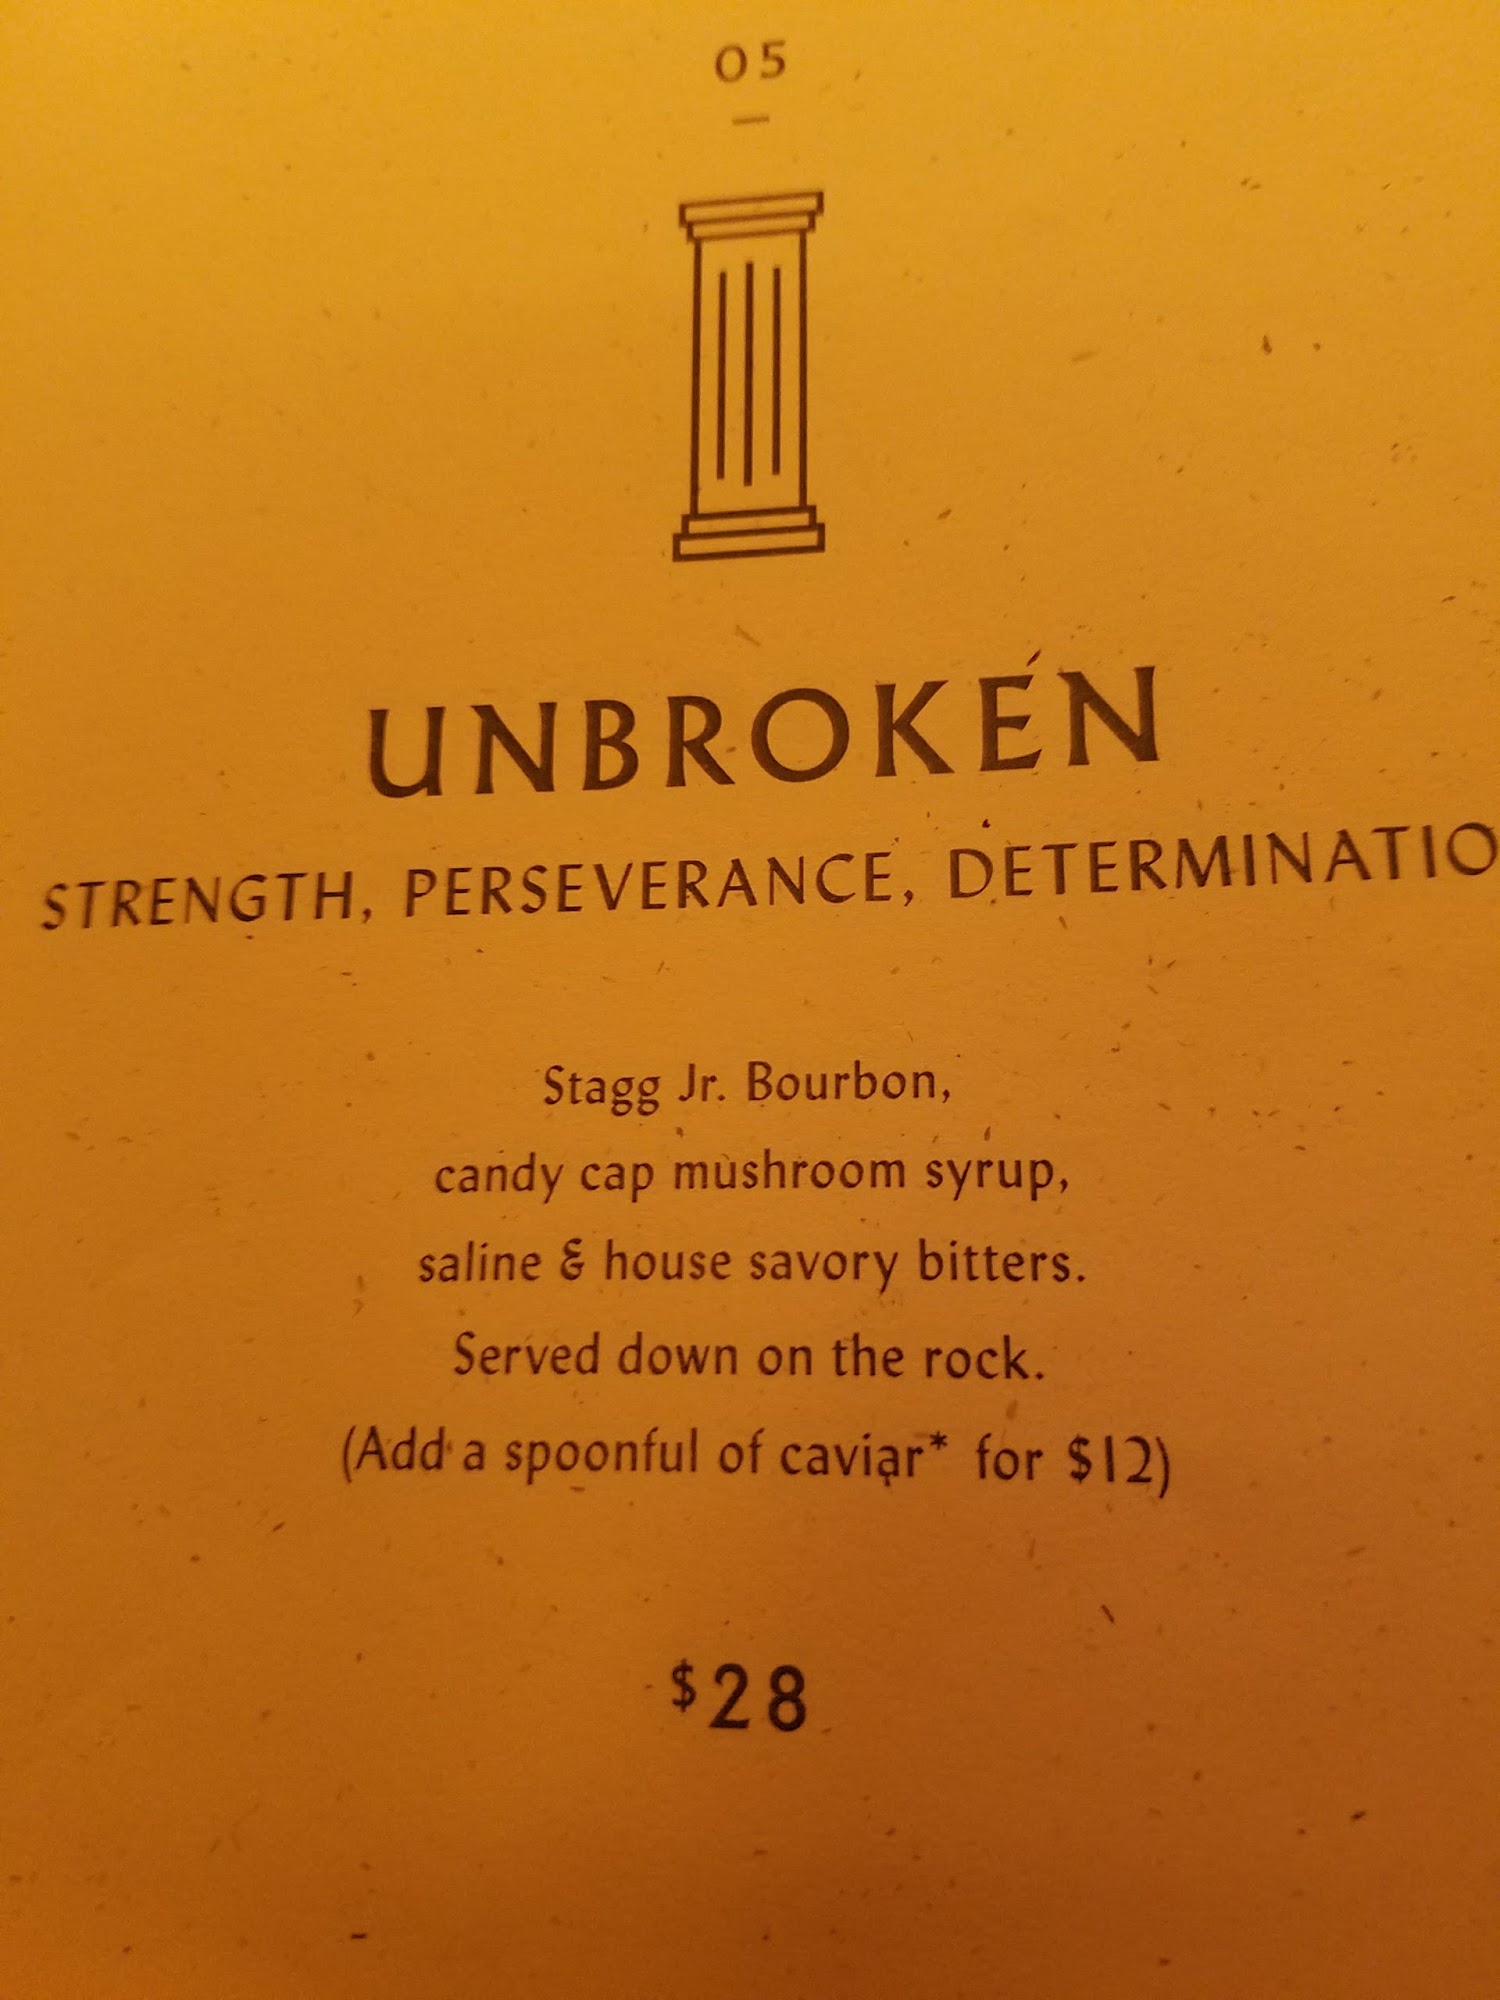 05
UNBROKEN
STRENGTH, PERSEVERANCE, DETERMINATIO
Stagg Jr. Bourbon,
candy cap mushroom syrup,
saline & house savory bitters.
Served down on the rock.
(Add a spoonful of caviar* for $12)
$28